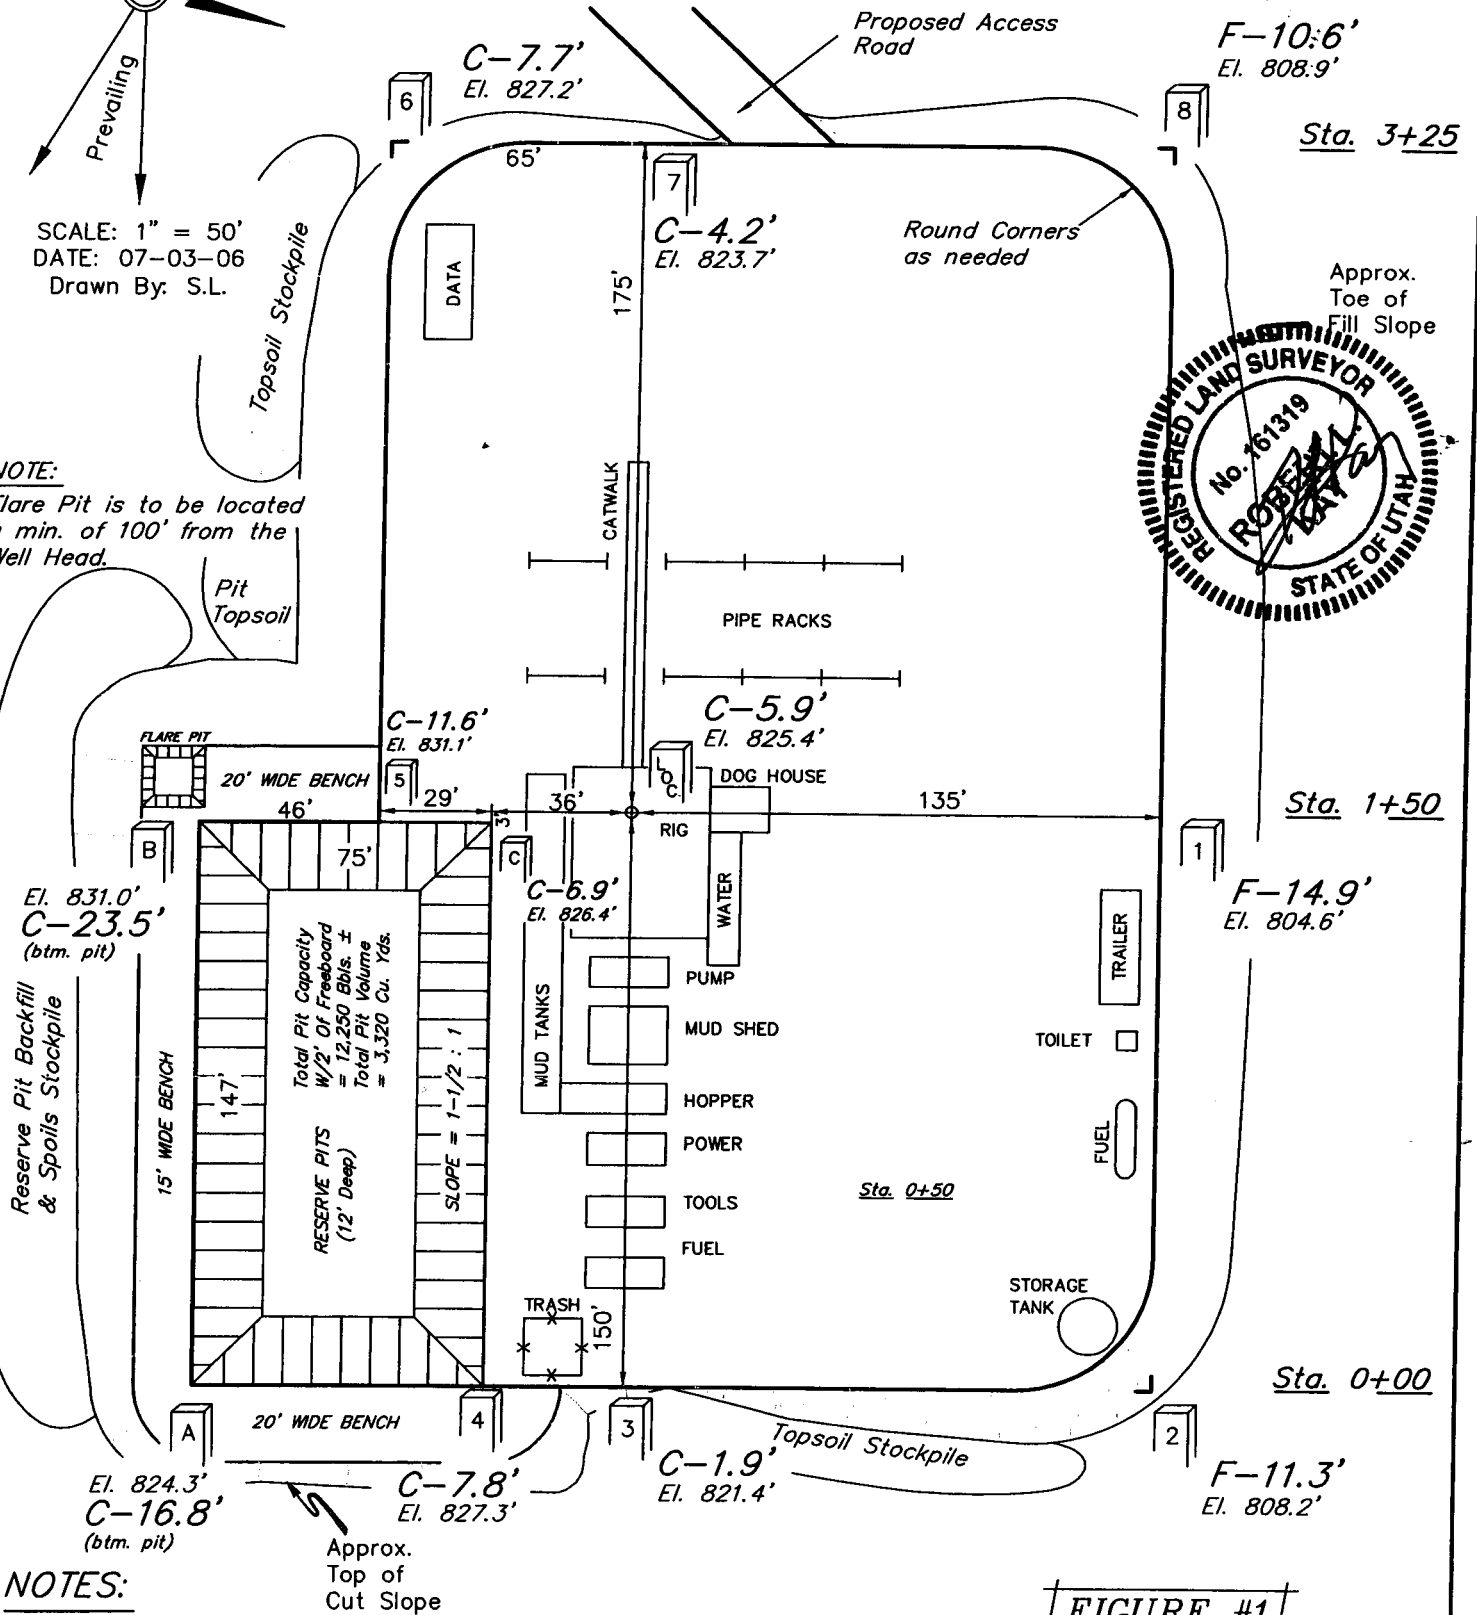 Prevailing
SCALE: 1" = 50'
DATE: 07-03-06
Drawn By: S.L.
C-7.7'
El. 827.2'
6
Proposed Access
Road
F-10.6'
El. 808.9'
8
Sta. 3+25
65'
7
C-4.2'
El. 823.7'
175'
Round Corners
as needed
DATA
Topsoil Stockpile
Approx.
Toe of
Fill Slope
REGISTERED LAND SURVEYOR
No. 161319
ROBERT
KAY
STATE OF UTAH
NOTE:
Flare Pit is to be located
min. of 100' from the
Well Head.
Pit
Topsoil
CATWALK
PIPE RACKS
C-11.6'
El. 831.1'
5
C-5.9'
El. 825.4'
LOC.
FLARE PIT
20' WIDE BENCH
46'
29'
36'
3'
DOG HOUSE
RIG
135'
Sta. 1+50
B
El. 831.0'
C-23.5'
(btm. pit)
75'
C
C-6.9'
El. 826.4'
WATER
1
F-14.9'
El. 804.6'
TRAILER
Reserve Pit Backfill
& Spoils Stockpile
15' WIDE BENCH
147'
Total Pit Capacity
W/2' Of Freeboard
= 12,250 Bbls. ±
Total Pit Volume
= 3,320 Cu. Yds.
RESERVE PITS
(12' Deep)
SLOPE = 1-1/2 : 1
MUD TANKS
PUMP
MUD SHED
HOPPER
POWER
TOOLS
FUEL
TOILET
FUEL
Sta. 0+50
STORAGE
TANK
TRASH
150'
Sta. 0+00
A
20' WIDE BENCH
4
3
2
El. 824.3'
C-16.8'
(btm. pit)
C-7.8'
El. 827.3'
C-1.9'
El. 821.4'
Topsoil Stockpile
F-11.3'
El. 808.2'
Approx.
Top of
Cut Slope
NOTES:
FIGURE #1